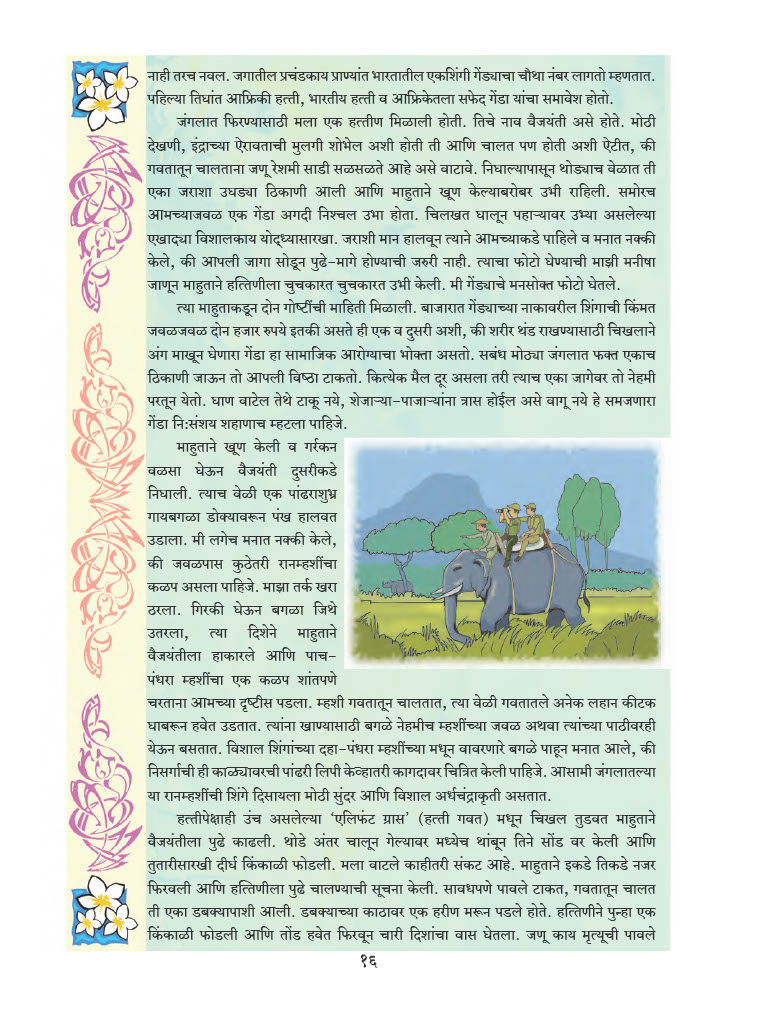 नाही तरच नवल. जगातील प्रचंडकाय प्राण्यांत भारतातील एकशिंगी गेंड्याचा चौथा नंबर लागतो म्हणतात.
पहिल्या तिघांत आफ्रिकी हत्ती, भारतीय हत्ती व आफ्रिकेतला सफेद गेंडा यांचा समावेश होतो.
जंगलात फिरण्यासाठी मला एक हत्तीण मिळाली होती. तिचे नाव वैजयंती असे होते. मोठी
देखणी, इंद्राच्या ऐरावताची मुलगी शोभेल अशी होती ती आणि चालत पण होती अशी ऐटीत, की
गवतातून चालताना जणू रेशमी साडी सळसळते आहे असे वाटावे. निघाल्यापासून थोड्याच वेळात ती
एका जराशा उघड्या ठिकाणी आली आणि माहुताने खूण केल्याबरोबर उभी राहिली. समोरच
आमच्याजवळ एक गेंडा अगदी निश्चल उभा होता. चिलखत घालून पहाऱ्यावर उभ्या असलेल्या
एखाद्या विशालकाय योद्ध्यासारखा. जराशी मान हालवून त्याने आमच्याकडे पाहिले व मनात नक्की
केले, की आपली जागा सोडून पुढे-मागे होण्याची जरुरी नाही. त्याचा फोटो घेण्याची माझी मनीषा
जाणून माहुताने हत्तिणीला चुचकारत चुचकारत उभी केली. मी गेंड्याचे मनसोक्त फोटो घेतले.
त्या माहुताकडून दोन गोष्टींची माहिती मिळाली. बाजारात गेंड्याच्या नाकावरील शिंगाची किंमत
जवळजवळ दोन हजार रुपये इतकी असते ही एक व दुसरी अशी, की शरीर थंड राखण्यासाठी चिखलाने
अंग माखून घेणारा गेंडा हा सामाजिक आरोग्याचा भोक्ता असतो. सबंध मोठ्या जंगलात फक्त एकाच
ठिकाणी जाऊन तो आपली विष्ठा टाकतो. कित्येक मैल दूर असला तरी त्याच एका जागेवर तो नेहमी
परतून येतो. घाण वाटेल तेथे टाकू नये, शेजाऱ्या-पाजाऱ्यांना त्रास होईल असे वागू नये हे समजणारा
गेंडा नि:संशय शहाणाच म्हटला पाहिजे.
माहुताने खूण केली व गर्रकन
वळसा घेऊन वैजयंती दुसरीकडे
निघाली. त्याच वेळी एक पांढराशुभ्र
गायबगळा डोक्यावरून पंख हालवत
उडाला. मी लगेच मनात नक्की केले,
की जवळपास कुठेतरी रानम्हशींचा
कळप असला पाहिजे. माझा तर्क खरा
ठरला. गिरकी घेऊन बगळा जिथे
उतरला, त्या दिशेने माहुताने
वैजयंतीला हाकारले आणि पाच-
पंधरा म्हशींचा एक कळप शांतपणे
चरताना आमच्या दृष्टीस पडला. म्हशी गवतातून चालतात, त्या वेळी गवतातले अनेक लहान कीटक
घाबरून हवेत उडतात. त्यांना खाण्यासाठी बगळे नेहमीच म्हशींच्या जवळ अथवा त्यांच्या पाठीवरही
येऊन बसतात. विशाल शिंगांच्या दहा-पंधरा म्हशींच्या मधून वावरणारे बगळे पाहून मनात आले, की
निसर्गाची ही काळ्यावरची पांढरी लिपी केव्हातरी कागदावर चित्रित केली पाहिजे. आसामी जंगलातल्या
या रानम्हशींची शिंगे दिसायला मोठी सुंदर आणि विशाल अर्धचंद्राकृती असतात.
हत्तीपेक्षाही उंच असलेल्या ‘एलिफंट ग्रास’ (हत्ती गवत) मधून चिखल तुडवत माहुताने
वैजयंतीला पुढे काढली. थोडे अंतर चालून गेल्यावर मध्येच थांबून तिने सोंड वर केली आणि
तुतारीसारखी दीर्घ किंकाळी फोडली. मला वाटले काहीतरी संकट आहे. माहुताने इकडे तिकडे नजर
फिरवली आणि हत्तिणीला पुढे चालण्याची सूचना केली. सावधपणे पावले टाकत, गवतातून चालत
ती एका डबक्यापाशी आली. डबक्याच्या काठावर एक हरीण मरून पडले होते. हत्तिणीने पुन्हा एक
किंकाळी फोडली आणि तोंड हवेत फिरवून चारी दिशांचा वास घेतला. जणू काय मृत्यूची पावले
१६